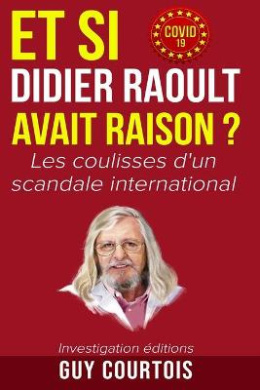 ET SI
COVID
19
DIDIER RAOULT
AVAIT RAISON ?
Les coulisses d'un
scandale international
Investigation éditions
GUY COURTOIS